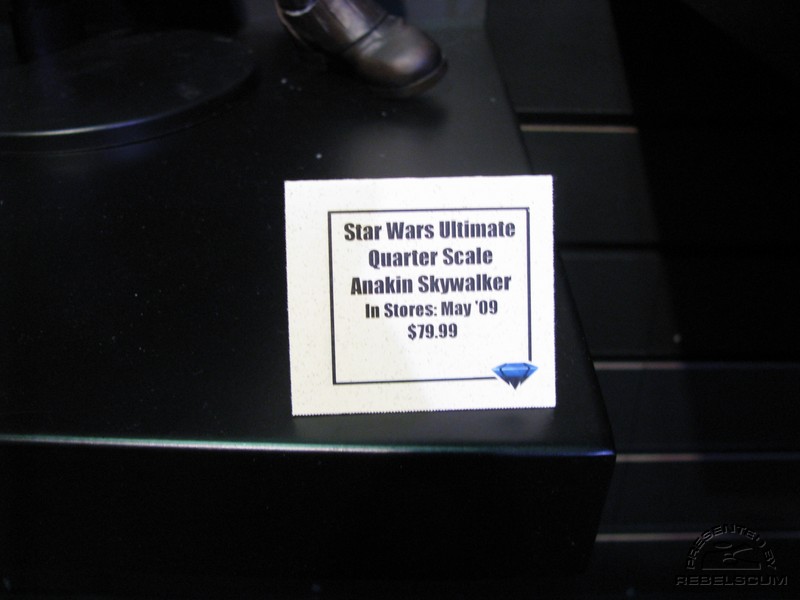 Star Wars Ultimate
Quarter Scale
Anakin Skywalker
In Stores: May '09
$79.99
PRESENTED BY
REBELSCUM